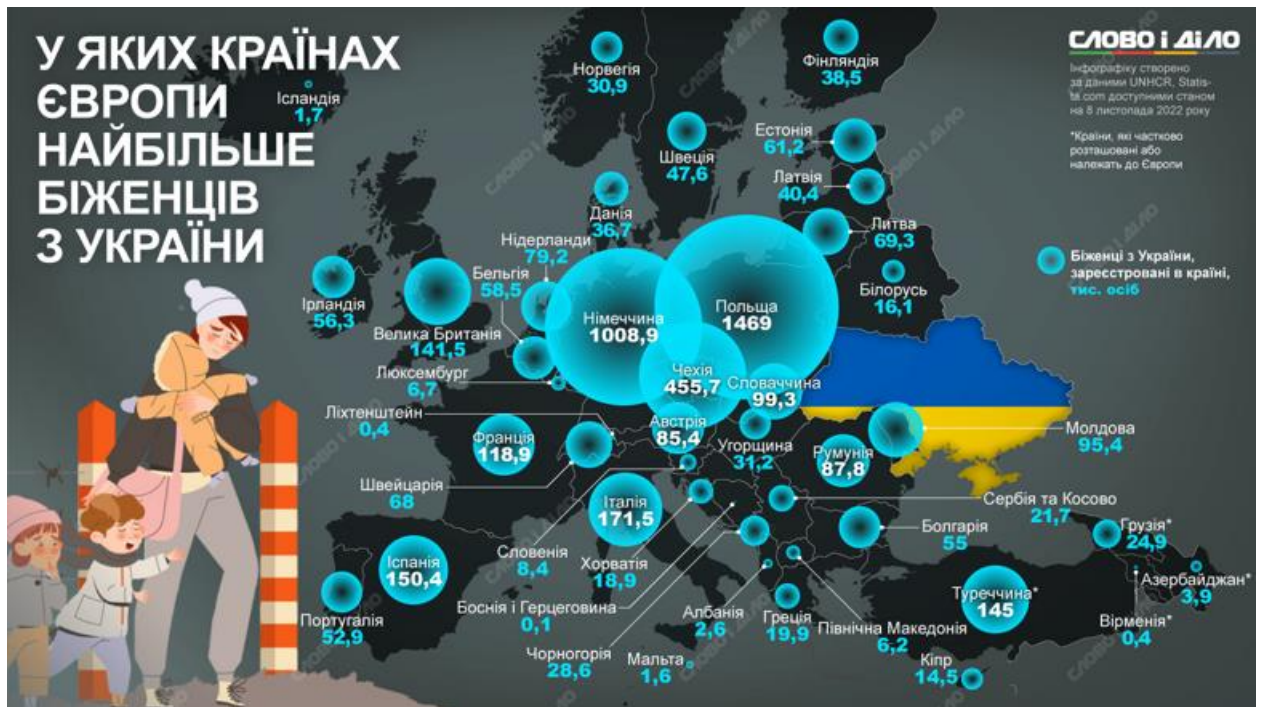 У ЯКИХ КРАЇНАХ
ЄВРОПИ
НАЙБІЛЬШЕ
БІЖЕНЦІВ
З УКРАЇНИ
СЛОВО і ДІЛО
Інфографіку створено
за даними UNHCR, Statis-
ta.com доступними станом
на 8 листопада 2022 року
*Країни, які частково
розташовані або
належать до Європи
Біженці з України,
зареєстровані в країні,
тис. осіб
Ісландія
1,7
Норвегія
30,9
Фінляндія
38,5
Швеція
47,6
Естонія
61,2
Латвія
40,4
Литва
69,3
Данія
36,7
Нідерланди
79,2
Бельгія
58,5
Білорусь
16,1
Ірландія
56,3
Велика Британія
141,5
Німеччина
1008,9
Польща
1469
Люксембург
6,7
Чехія
455,7
Словаччина
99,3
Ліхтенштейн
0,4
Австрія
85,4
Франція
118,9
Угорщина
31,2
Румунія
87,8
Молдова
95,4
Швейцарія
68
Італія
171,5
Сербія та Косово
21,7
Болгарія
55
Грузія*
24,9
Словенія
8,4
Хорватія
18,9
Іспанія
150,4
Португалія
52,9
Боснія і Герцеговина
0,1
Чорногорія
28,6
Албанія
2,6
Мальта
1,6
Греція
19,9
Північна Македонія
6,2
Туреччина*
145
Кіпр
14,5
Вірменія*
0,4
Азербайджан*
3,9